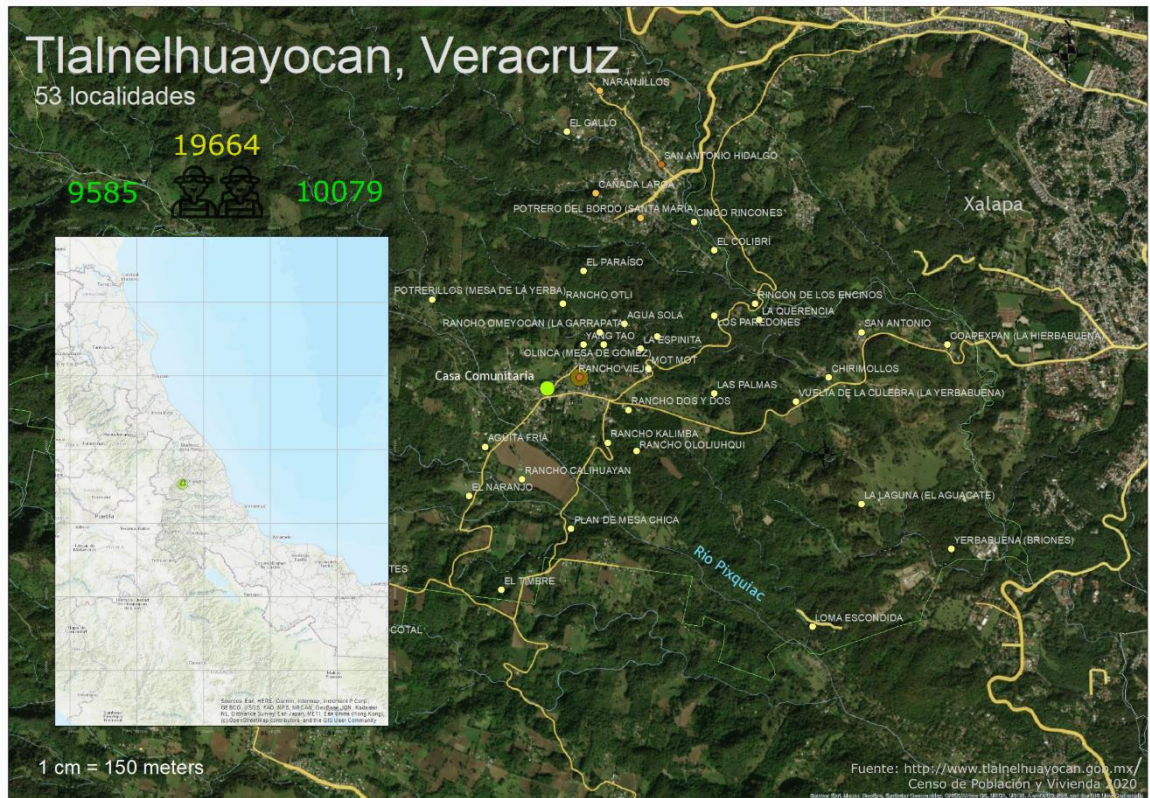 Tlalnelhuayocan, Veracruz
53 localidades
19664
9585
10079
NARANJILLOS
EL GALLO
SAN ANTONIO HIDALGO
CAÑADA LARGA
POTRERO DEL BORDO (SANTA MARÍA)
CINCO RINCONES
Xalapa
EL COLIBRÍ
EL PARAÍSO
POTRERILLOS (MESA DE LA YERBA)
RANCHO OTLI
RINCÓN DE LOS ENCINOS
LA QUERENCIA
AGUA SOLA
LOS PAREDONES
RANCHO OMEYOCAN (LA GARRAPATA)
SAN ANTONIO
COAPEXPAN (LA HIERBABUENA)
YANG TAO
LA ESPINITA
OLINCA (MESA DE GÓMEZ)
MOT MOT
RANCHO VIEJO
Casa Comunitaria
CHIRIMOLLOS
LAS PALMAS
VUELTA DE LA CULEBRA (LA YERBABUENA)
RANCHO DOS Y DOS
AGUITA FRÍA
RANCHO KALIMBA
RANCHO OLOLIUHQUI
RANCHO CALIHUAYAN
EL NARANJO
LA LAGUNA (EL AGUACATE)
PLAN DE MESA CHICA
YERBABUENA (BRIONES)
Río Pixquiac
TES
EL TIMBRE
LOMA ESCONDIDA
COTAL
1 cm = 150 meters
Fuente: http://www.tlalnelhuayocan.gob.mx/
Censo de Población y Vivienda 2020